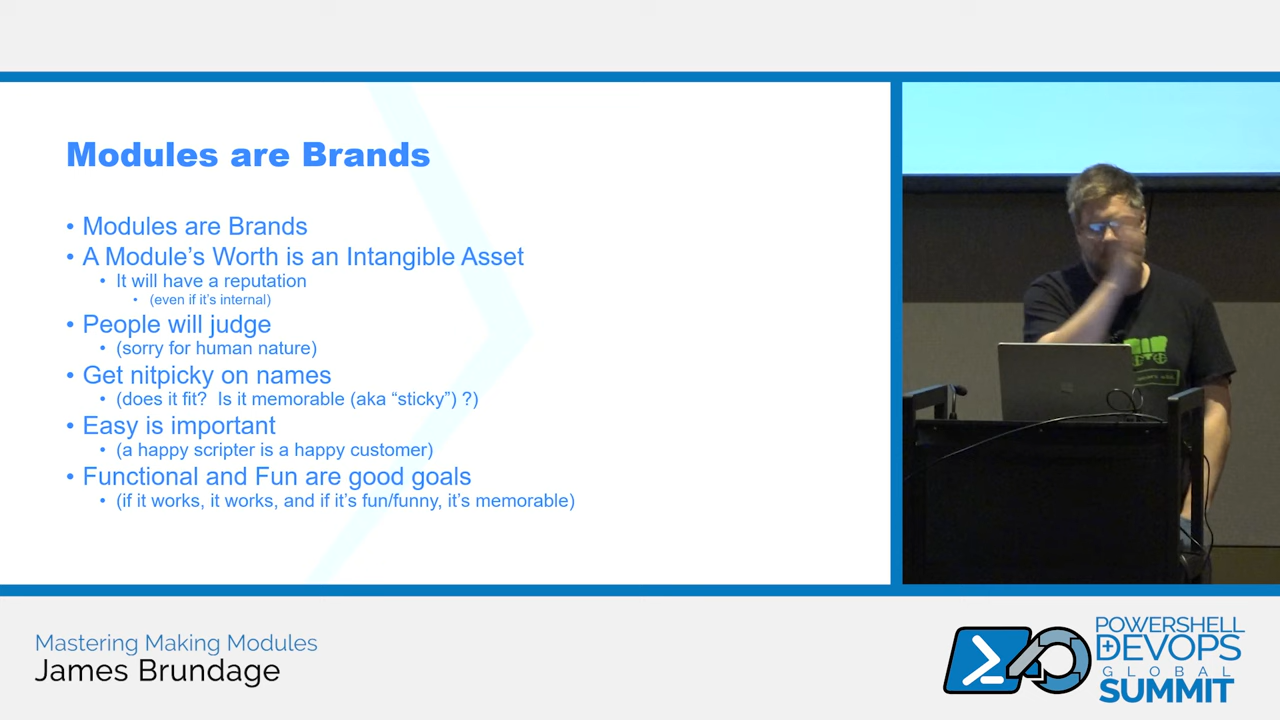 Modules are Brands
• Modules are Brands
• A Module’s Worth is an Intangible Asset
• It will have a reputation
• (even if it’s internal)
• People will judge
• (sorry for human nature)
• Get nitpicky on names
• (does it fit?  Is it memorable (aka “sticky”) ?)
• Easy is important
• (a happy scripter is a happy customer)
• Functional and Fun are good goals
• (if it works, it works, and if it’s fun/funny, it’s memorable)
Mastering Making Modules
James Brundage
POWERSHELL
DEVOPS
GLOBAL
SUMMIT